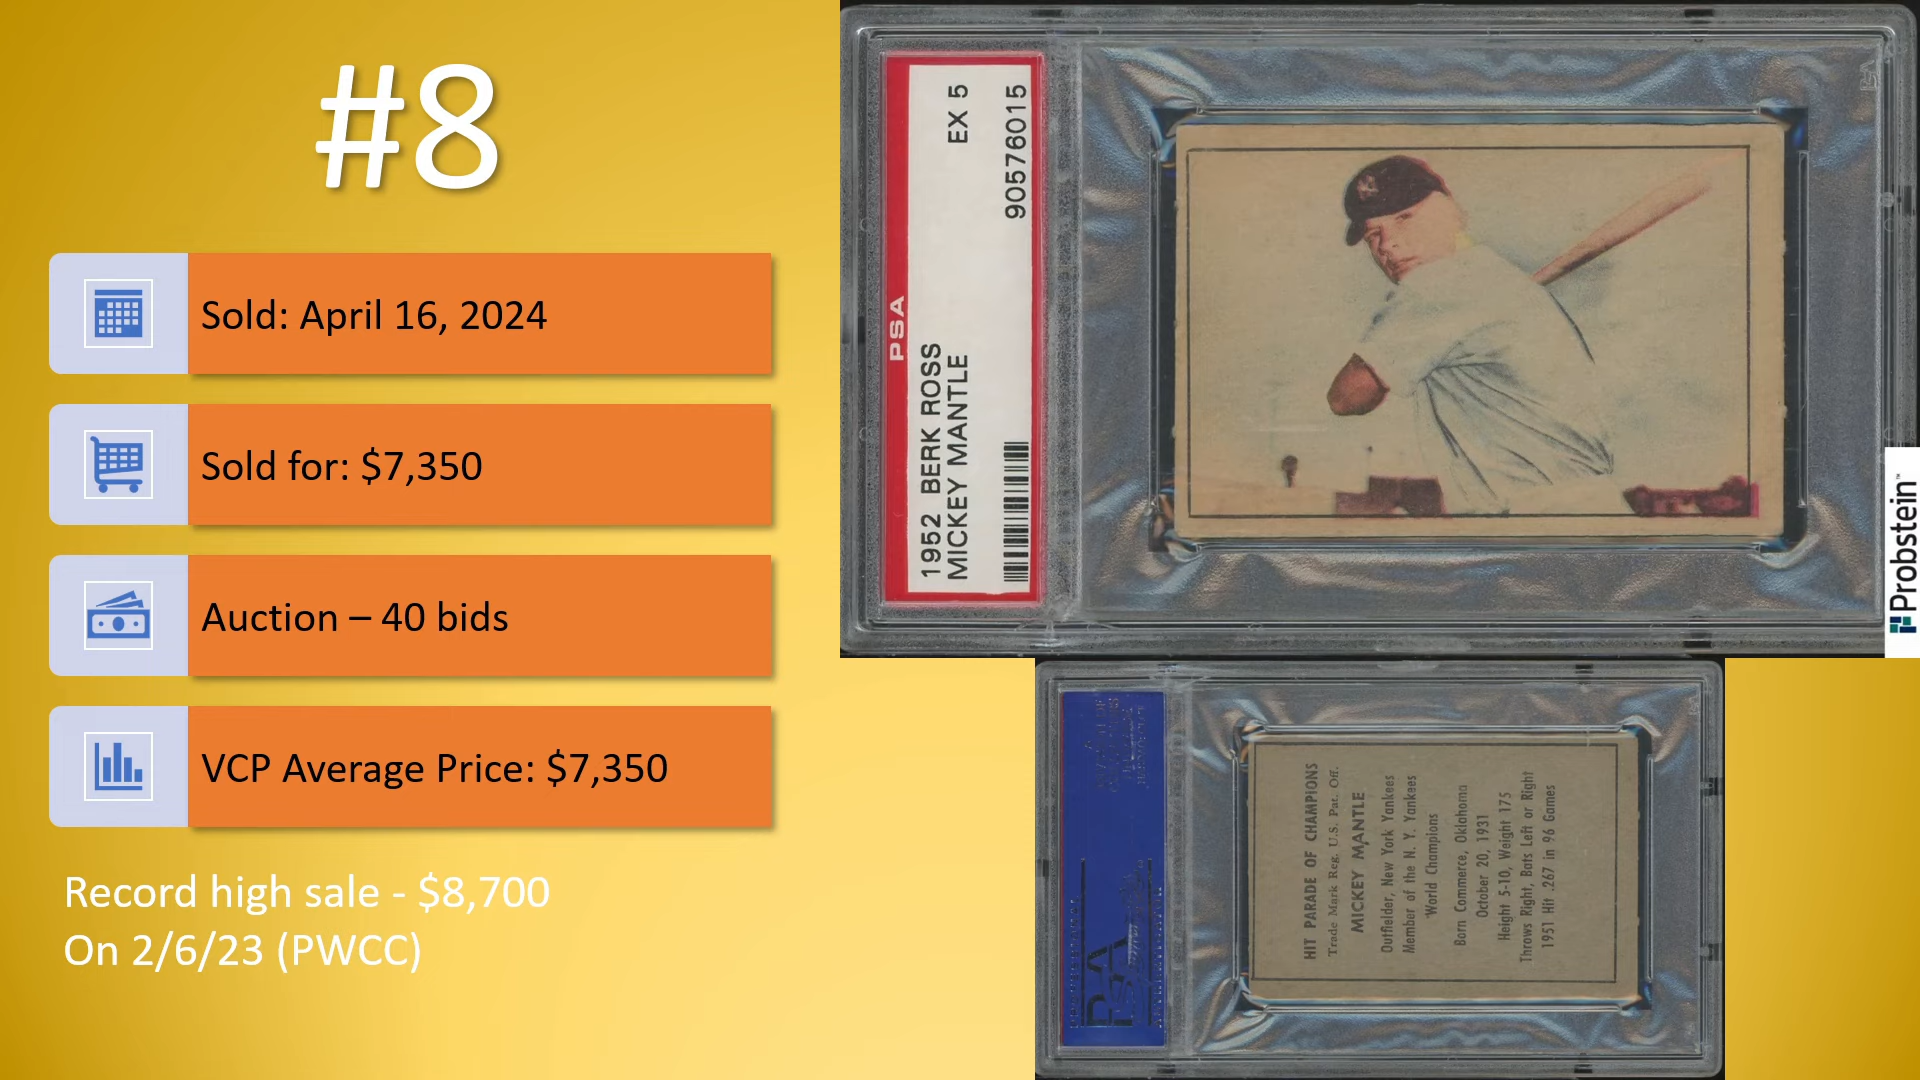 #8
Sold: April 16, 2024
Sold for: $7,350
Auction – 40 bids
VCP Average Price: $7,350
Record high sale - $8,700
On 2/6/23 (PWCC)
PSA
1952 BERK ROSS
MICKEY MANTLE
EX 5
90576015
Probstein™
HIT PARADE OF CHAMPIONS
Trade Mark Reg. U.S. Pat. Off.
MICKEY MANTLE
Outfielder, New York Yankees
Member of the N. Y. Yankees
World Champions
Born Commerce, Oklahoma
October 20, 1931
Height 5-10, Weight 175
Throws Right, Bats Left or Right
1951 Hit .267 in 96 Games
PSA